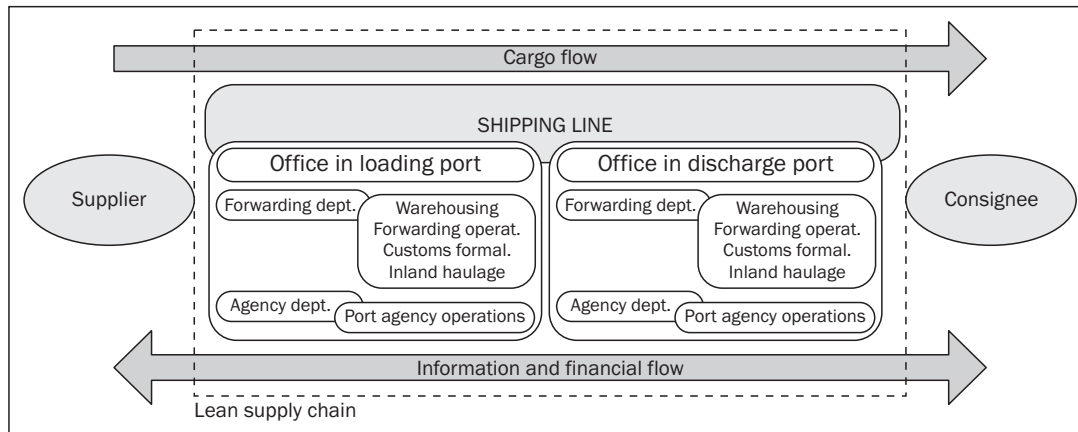 Cargo flow
SHIPPING LINE
Office in loading port
Office in discharge port
Supplier
Consignee
Forwarding dept.
Warehousing
Forwarding operat.
Customs formal.
Inland haulage
Forwarding dept.
Warehousing
Forwarding operat.
Customs formal.
Inland haulage
Agency dept.
Port agency operations
Agency dept.
Port agency operations
Information and financial flow
Lean supply chain